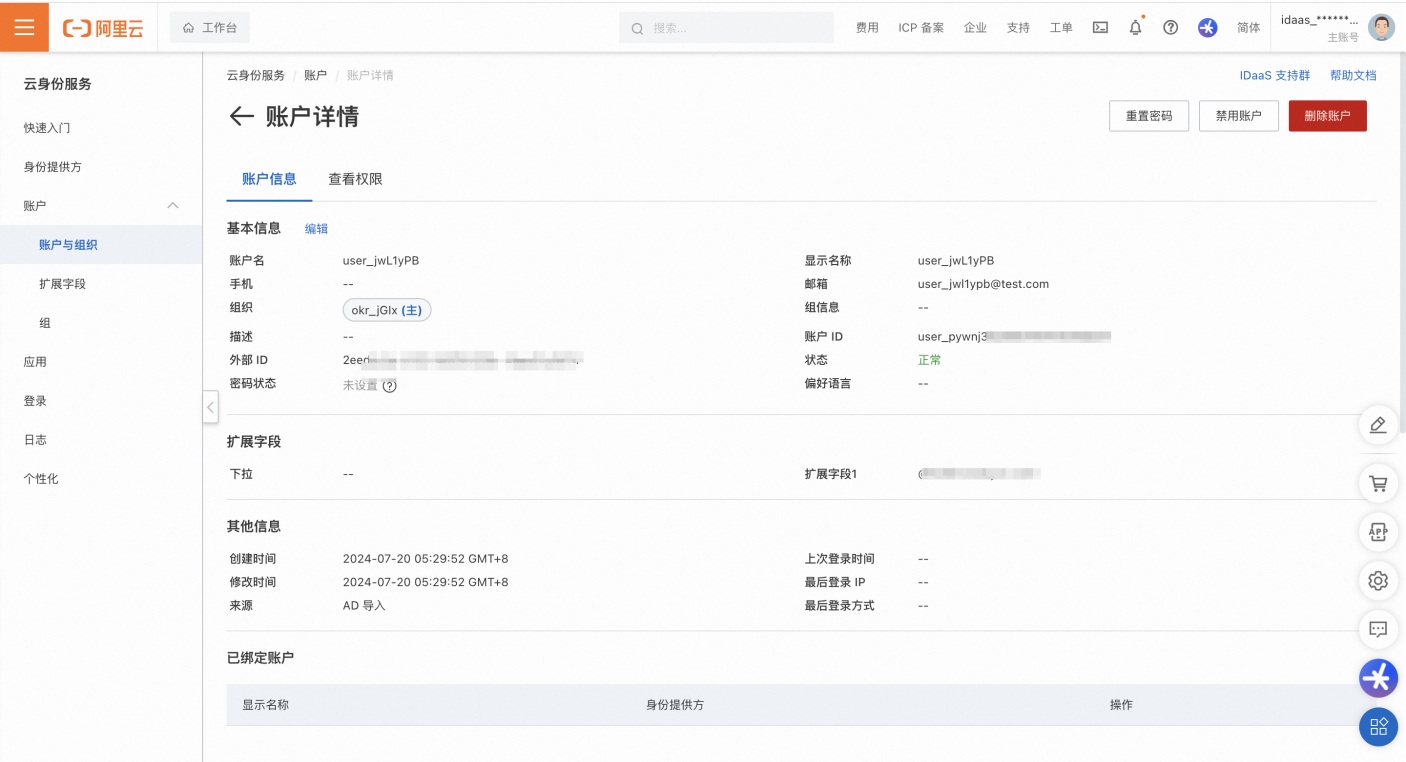 阿里云
工作台
搜索...
费用
ICP 备案
企业
支持
工单
简体
idaas_******...
主账号
云身份服务
快速入门
身份提供方
账户
账户与组织
扩展字段
组
应用
登录
日志
个性化
云身份服务 / 账户 / 账户详情
IDaaS 支持群 帮助文档
账户详情
重置密码 禁用账户 删除账户
账户信息 查看权限
基本信息 编辑
账户名 user_jwL1yPB 显示名称 user_jwL1yPB
手机 -- 邮箱 user_jwl1ypb@test.com
组织 okr_jGIx (主) 组信息 --
描述 -- 账户 ID user_pywnj3
外部 ID 2eed 状态 正常
密码状态 未设置 偏好语言 --
扩展字段
下拉 -- 扩展字段1 @
其他信息
创建时间 2024-07-20 05:29:52 GMT+8 上次登录时间 --
修改时间 2024-07-20 05:29:52 GMT+8 最后登录 IP --
来源 AD 导入 最后登录方式 --
已绑定账户
显示名称 身份提供方 操作
APP